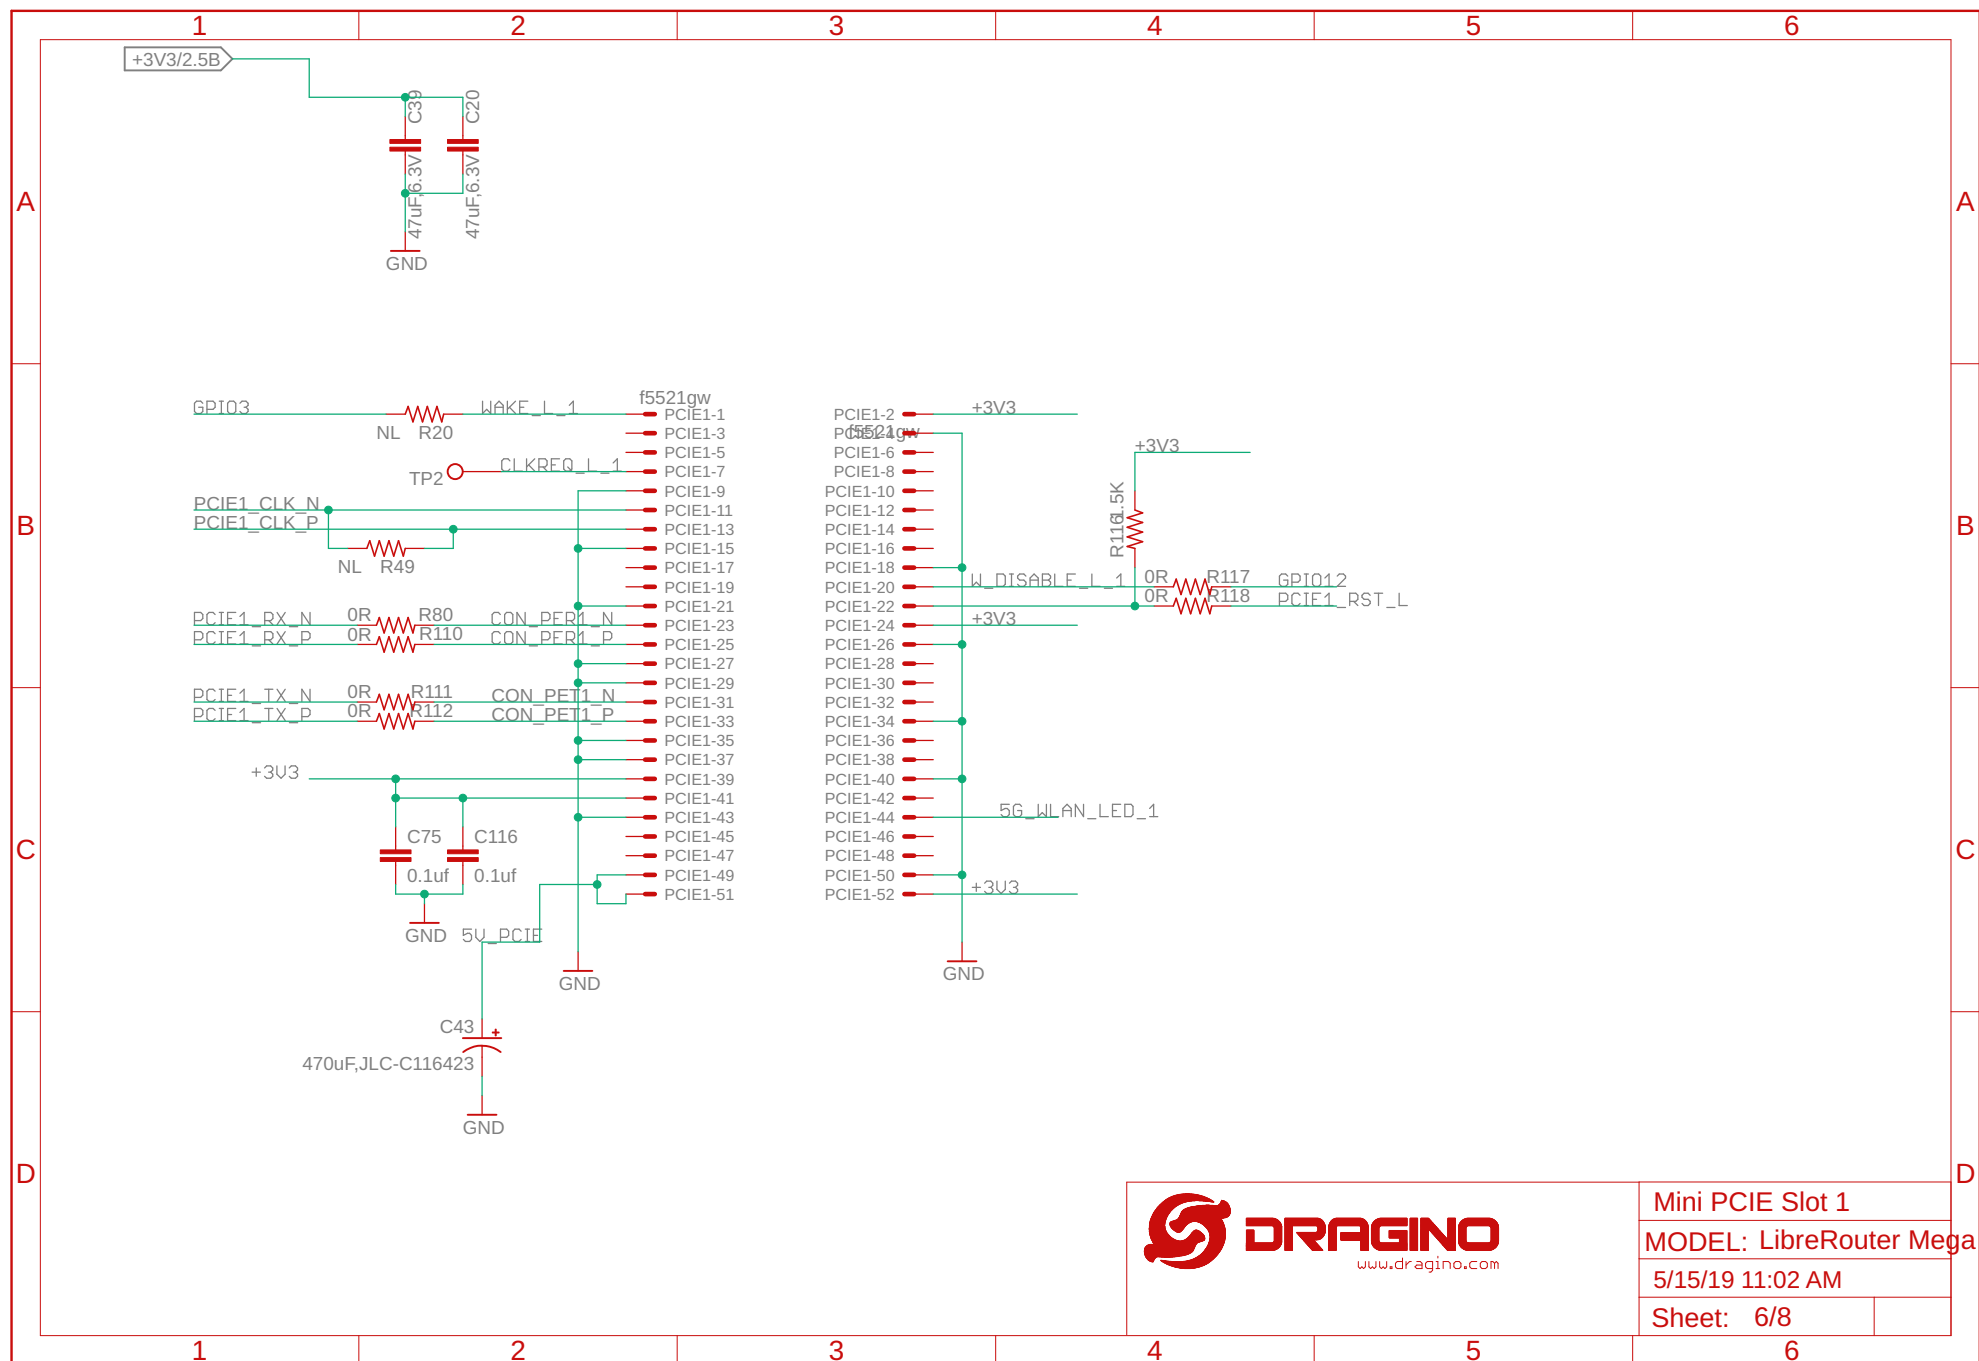 1 2 3 4 5 6
+3V3/2.5B
C39
C20
47uF,6.3V
47uF,6.3V
A A
GND
f5521gw
GPIO3 WAKE_L_1 PCIE1-1 PCIE1-2 +3V3
NL R20 PCIE1-3 PCIE1-4 f5521gw
PCIE1-5 PCIE1-6 +3V3
TP2 CLKREQ_L_1 PCIE1-7 PCIE1-8
PCIE1-9 PCIE1-10
PCIE1_CLK_N PCIE1-11 PCIE1-12
PCIE1_CLK_P PCIE1-13 PCIE1-14
B R116 1.5K B
PCIE1-15 PCIE1-16
NL R49 PCIE1-17 PCIE1-18
PCIE1-19 PCIE1-20 W_DISABLE_L_1 0R R117 GPIO12
PCIE1-21 PCIE1-22 0R R118 PCIE1_RST_L
PCIE1_RX_N 0R R80 CON_PER1_N PCIE1-23 PCIE1-24 +3V3
PCIE1_RX_P 0R R110 CON_PER1_P PCIE1-25 PCIE1-26
PCIE1-27 PCIE1-28
PCIE1-29 PCIE1-30
PCIE1_TX_N 0R R111 CON_PET1_N PCIE1-31 PCIE1-32
PCIE1_TX_P 0R R112 CON_PET1_P PCIE1-33 PCIE1-34
PCIE1-35 PCIE1-36
PCIE1-37 PCIE1-38
+3V3 PCIE1-39 PCIE1-40
PCIE1-41 PCIE1-42
PCIE1-43 PCIE1-44 5G_WLAN_LED_1
C75 C116 PCIE1-45 PCIE1-46
C C
PCIE1-47 PCIE1-48
0.1uf 0.1uf PCIE1-49 PCIE1-50
PCIE1-51 PCIE1-52 +3V3
GND 5V_PCIE
GND GND
C43 +
470uF,JLC-C116423
GND
D D
DRAGINO
www.dragino.com
Mini PCIE Slot 1
MODEL: LibreRouter Mega
5/15/19 11:02 AM
Sheet: 6/8
1 2 3 4 5 6